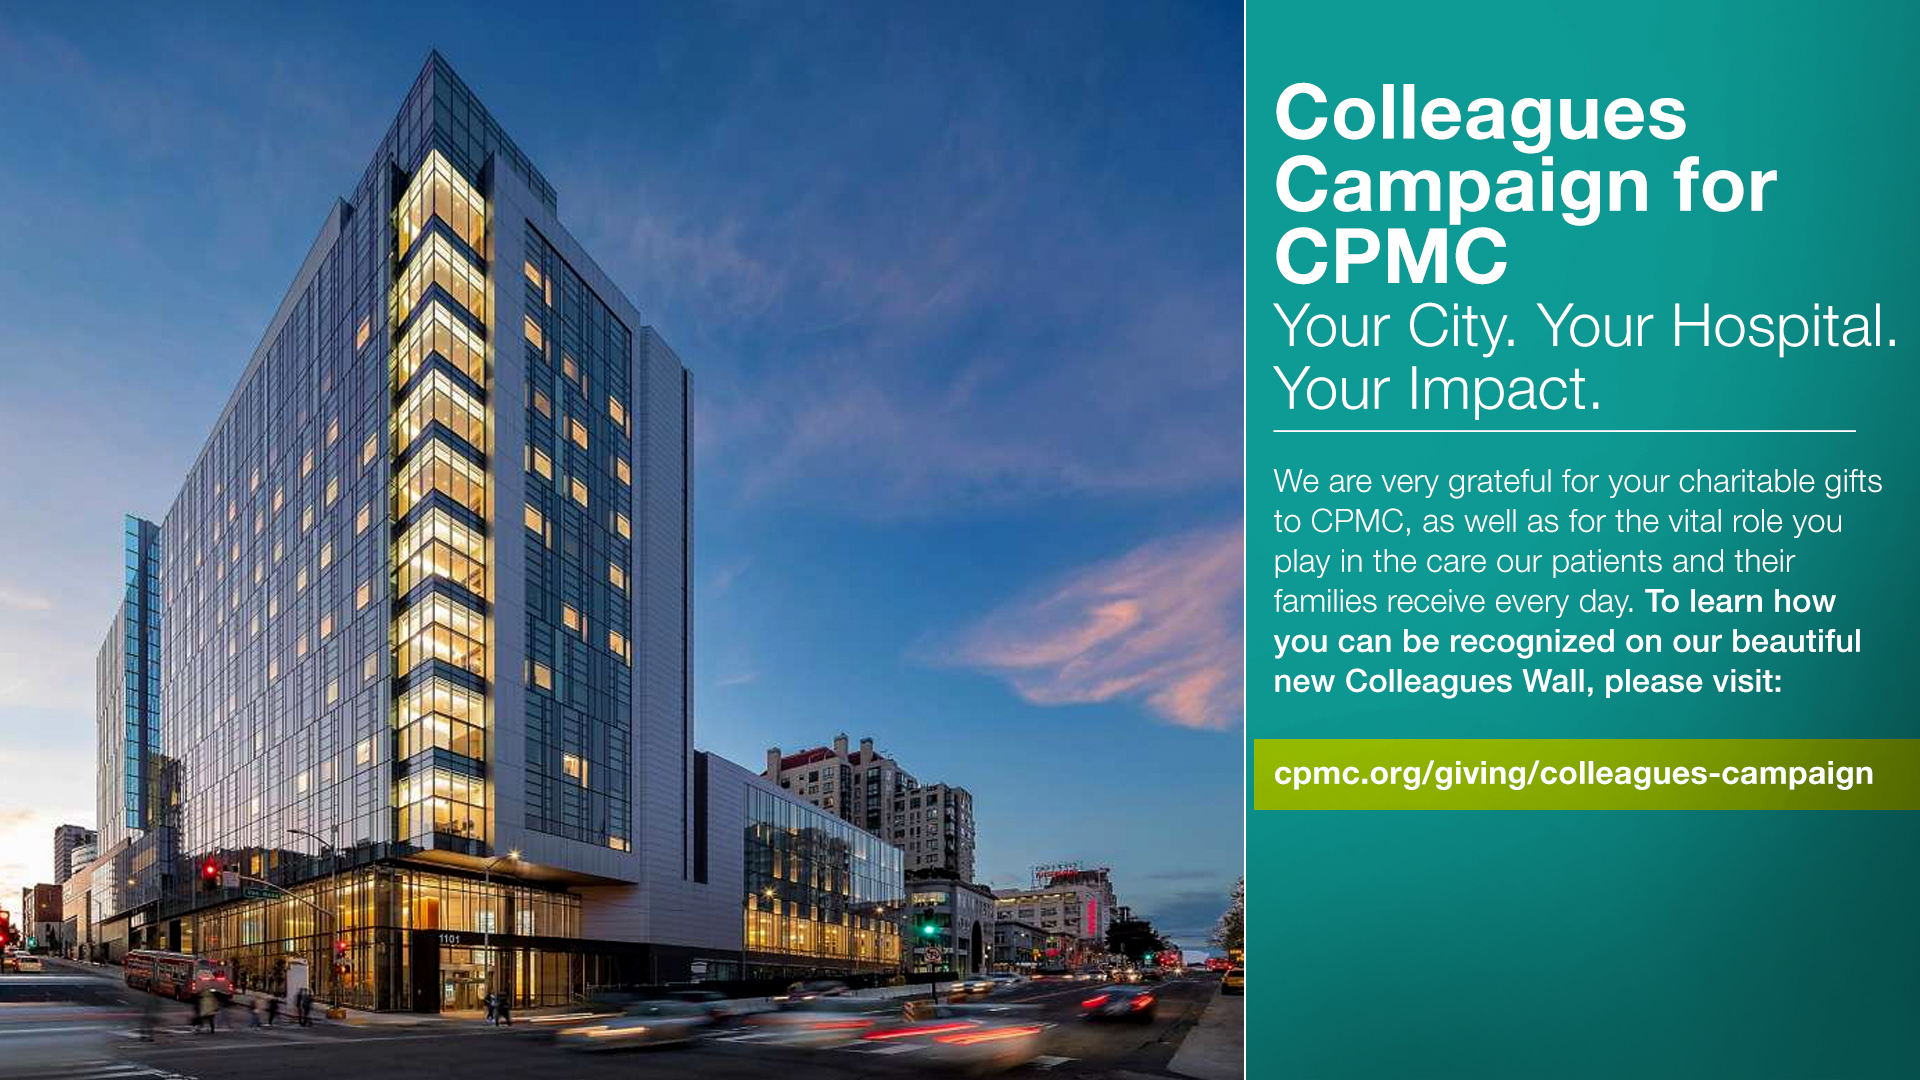 Colleagues
Campaign for
CPMC
Your City. Your Hospital.
Your Impact.
We are very grateful for your charitable gifts
to CPMC, as well as for the vital role you
play in the care our patients and their
families receive every day. To learn how
you can be recognized on our beautiful
new Colleagues Wall, please visit:
cpmc.org/giving/colleagues-campaign
1101